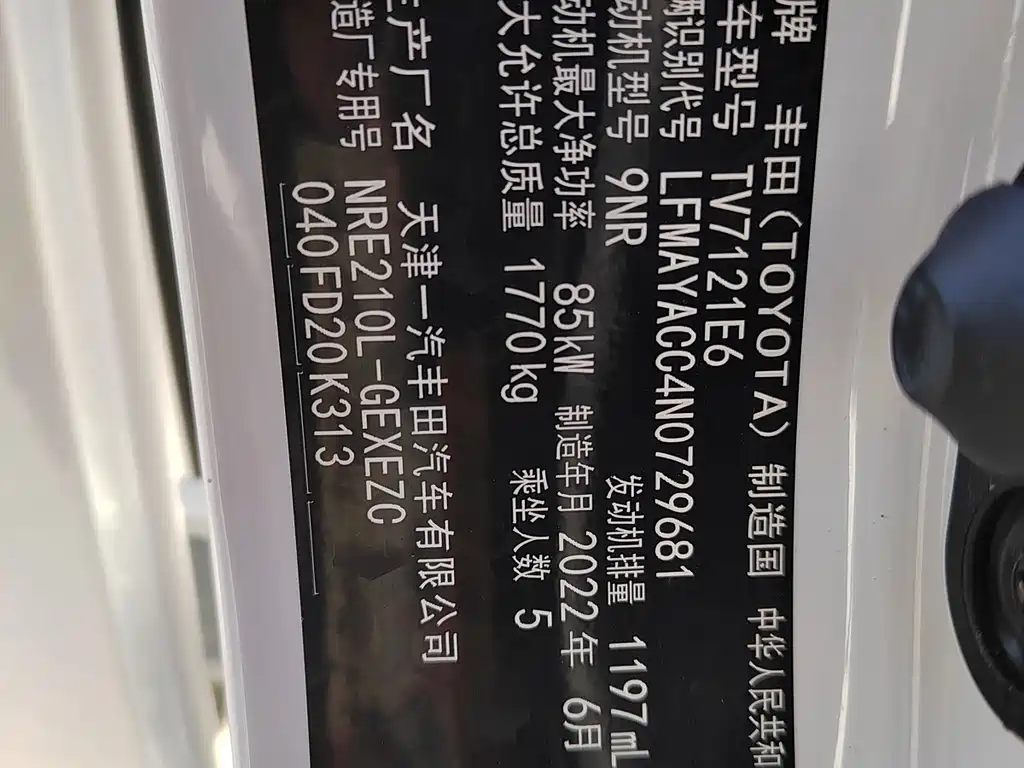 牌 丰田(TOYOTA) 制造国 中华人民共和
车型号 TV7121E6
辆识别代号 LFMAYACC4N0729681
动机型号 9NR 发动机排量 1197mL
动机最大净功率 85kW 制造年月 2022年 6月
大允许总质量 1770kg 乘坐人数 5
生产厂名 天津一汽丰田汽车有限公司
造厂专用号 NRE210L-GEXEZC
040FD20K313